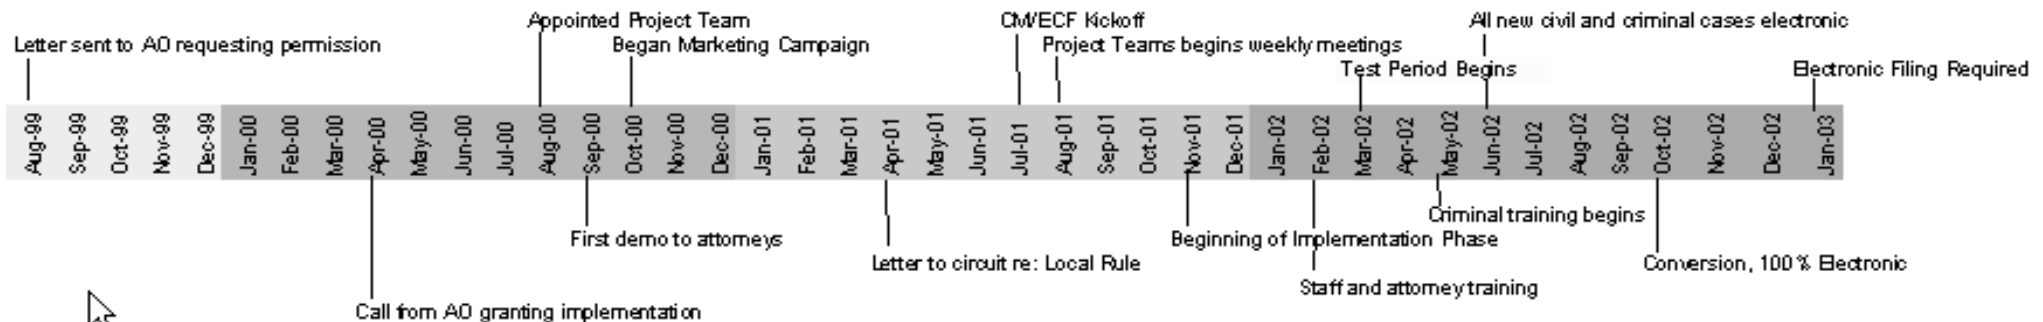 Appointed Project Team
CM/ECF Kickoff
All new civil and criminal cases electronic
Letter sent to AO requesting permission
Began Marketing Campaign
Project Teams begins weekly meetings
Test Period Begins
Electronic Filing Required
Aug-99
Sep-99
Oct-99
Nov-99
Dec-99
Jan-00
Feb-00
Mar-00
Apr-00
May-00
Jun-00
Jul-00
Aug-00
Sep-00
Oct-00
Nov-00
Dec-00
Jan-01
Feb-01
Mar-01
Apr-01
May-01
Jun-01
Jul-01
Aug-01
Sep-01
Oct-01
Nov-01
Dec-01
Jan-02
Feb-02
Mar-02
Apr-02
May-02
Jun-02
Jul-02
Aug-02
Sep-02
Oct-02
Nov-02
Dec-02
Jan-03
Criminal training begins
First demo to attorneys
Beginning of Implementation Phase
Letter to circuit re: Local Rule
Conversion, 100% Electronic
Staff and attorney training
Call from AO granting implementation